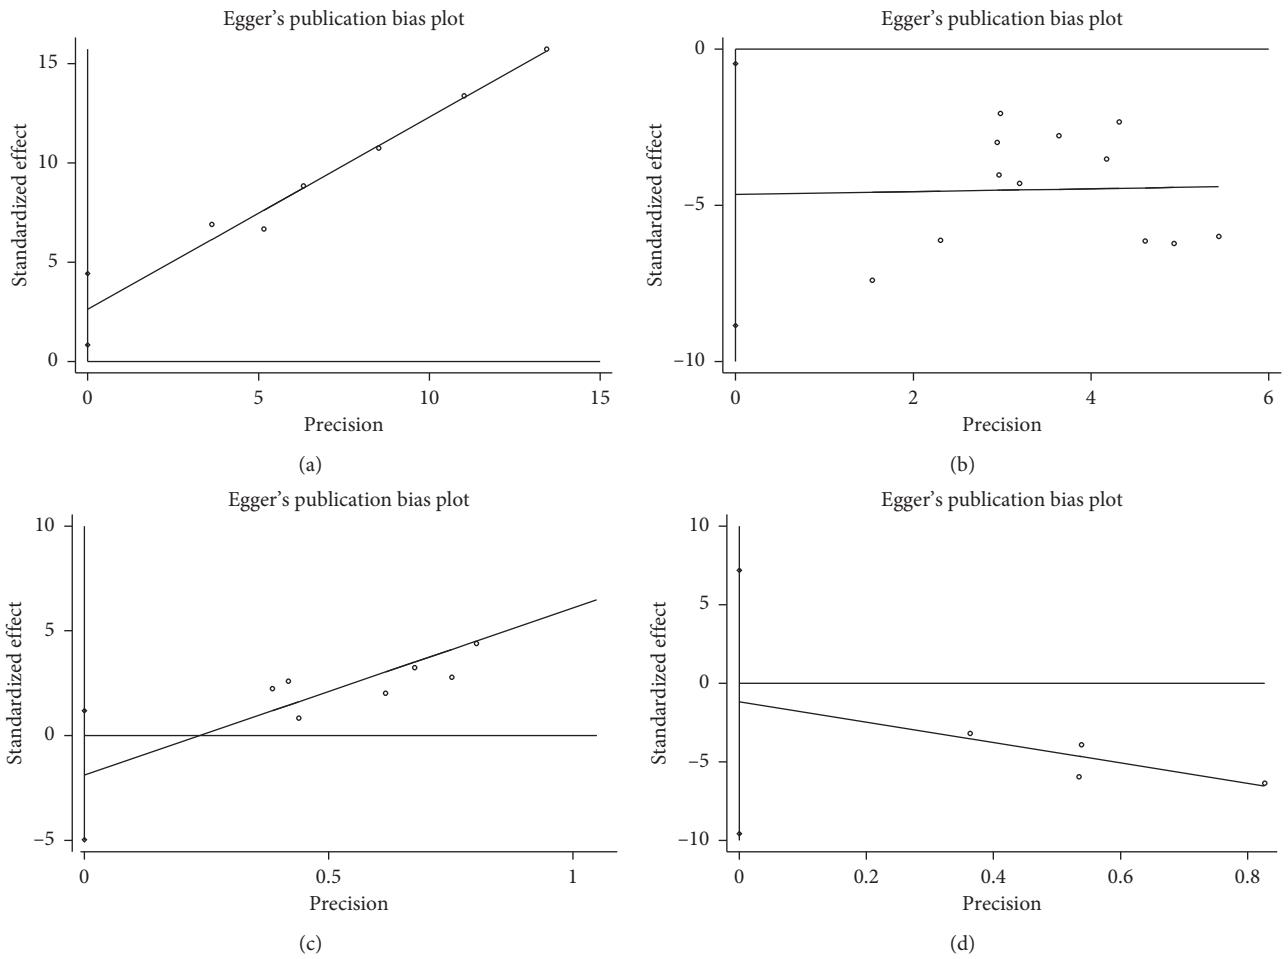 Egger’s publication bias plot
15
10
5
0
Standardized effect
0
5
10
15
Precision
(a)
Egger’s publication bias plot
0
−5
−10
Standardized effect
0
2
4
6
Precision
(b)
Egger’s publication bias plot
10
5
0
−5
Standardized effect
0
0.5
1
Precision
(c)
Egger’s publication bias plot
10
5
0
−5
−10
Standardized effect
0
0.2
0.4
0.6
0.8
Precision
(d)